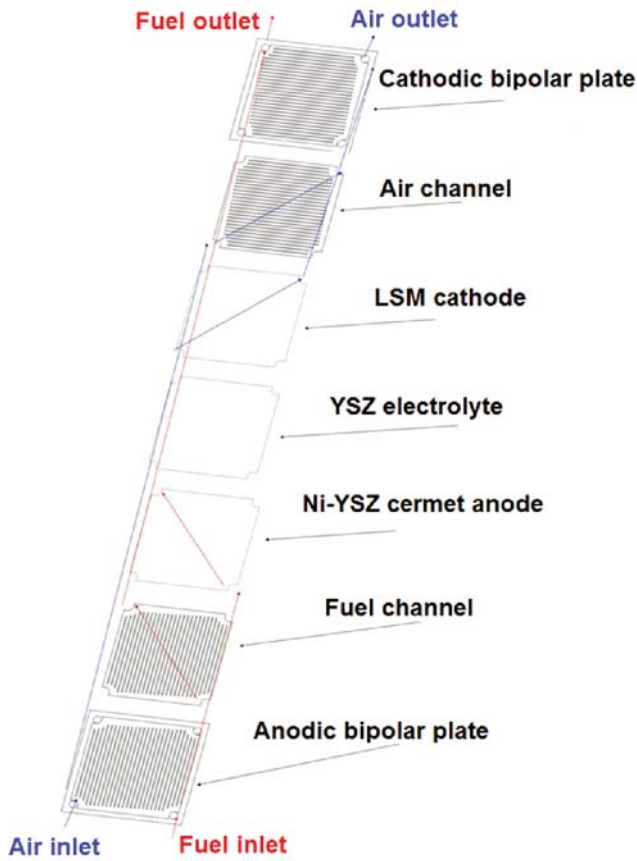 Fuel outlet
Air outlet
Cathodic bipolar plate
Air channel
LSM cathode
YSZ electrolyte
Ni-YSZ cermet anode
Fuel channel
Anodic bipolar plate
Air inlet
Fuel inlet